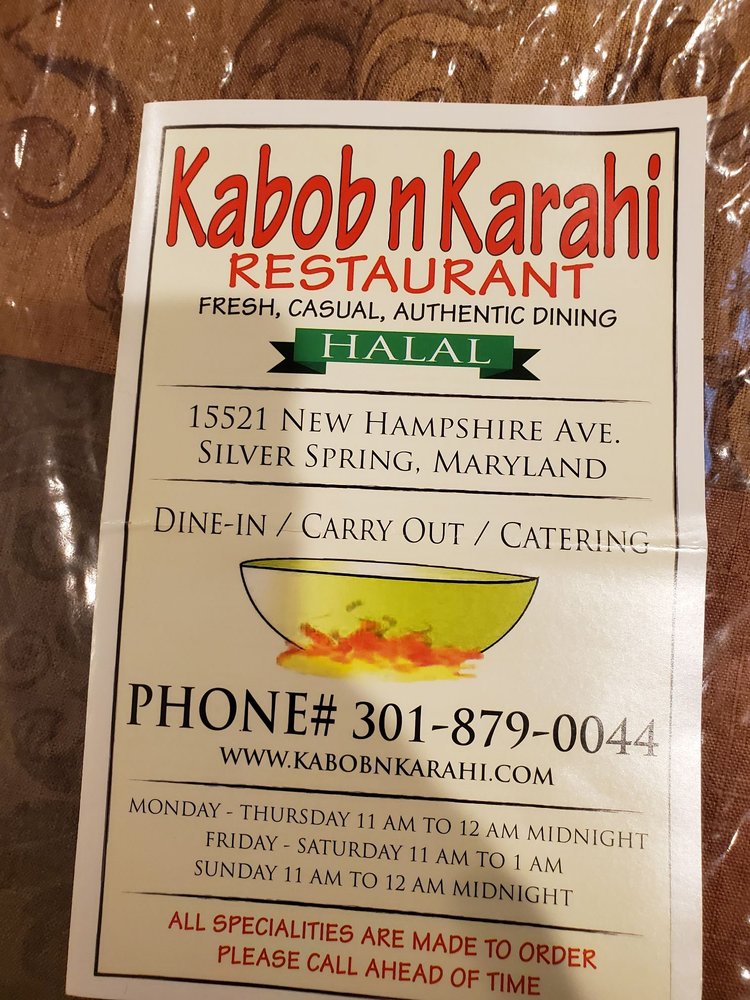 Kabob n Karahi
RESTAURANT
FRESH, CASUAL, AUTHENTIC DINING
HALAL
15521 NEW HAMPSHIRE AVE.
SILVER SPRING, MARYLAND
DINE-IN / CARRY OUT / CATERING
PHONE# 301-879-0044
WWW.KABOBNKARAHI.COM
MONDAY - THURSDAY 11 AM TO 12 AM MIDNIGHT
FRIDAY - SATURDAY 11 AM TO 1 AM
SUNDAY 11 AM TO 12 AM MIDNIGHT
ALL SPECIALITIES ARE MADE TO ORDER
PLEASE CALL AHEAD OF TIME